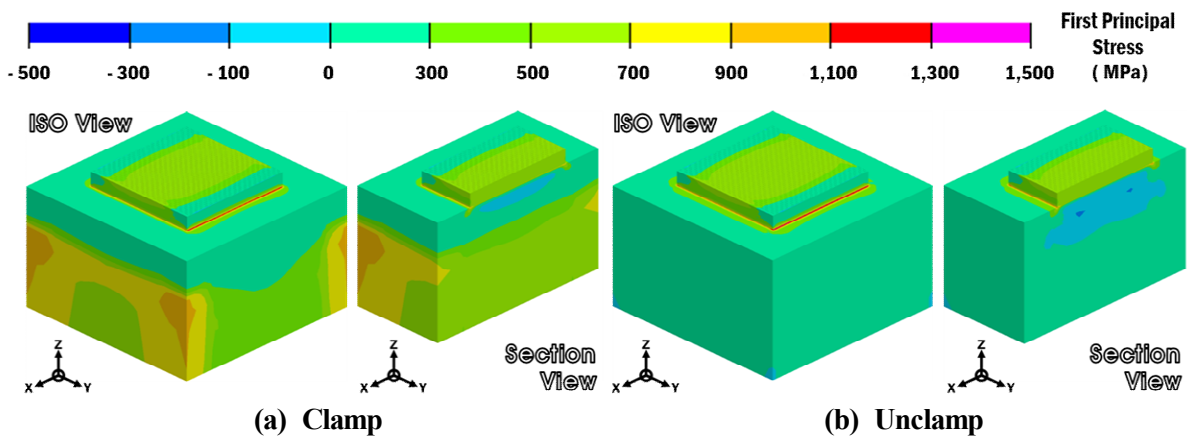 First Principal
Stress
( MPa)
- 500 - 300 - 100 0 300 500 700 900 1,100 1,300 1,500
ISO View
ISO View
Z
X Y
Z
X Y
Section
View
Z
X Y
Z
X Y
Section
View
(a) Clamp
(b) Unclamp